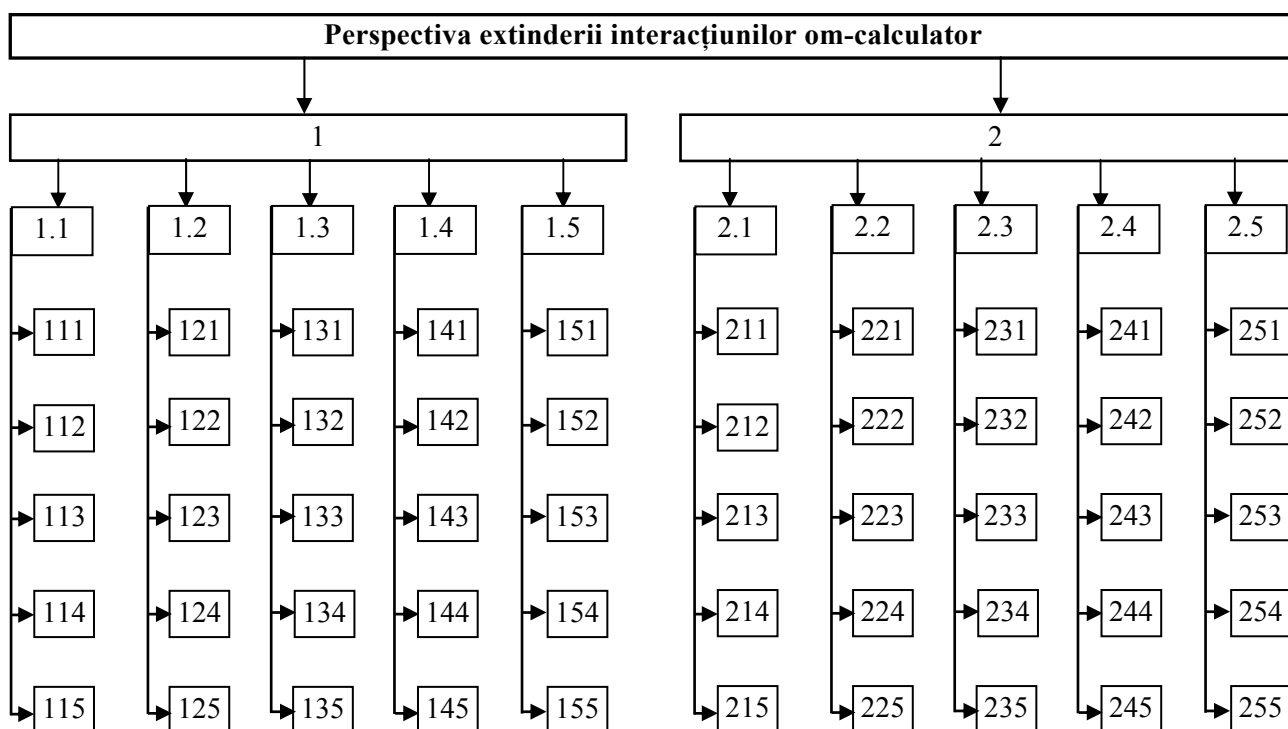 Perspectiva extinderii interacțiunilor om-calculator
1 2
1.1 1.2 1.3 1.4 1.5 2.1 2.2 2.3 2.4 2.5
111 121 131 141 151 211 221 231 241 251
112 122 132 142 152 212 222 232 242 252
113 123 133 143 153 213 223 233 243 253
114 124 134 144 154 214 224 234 244 254
115 125 135 145 155 215 225 235 245 255